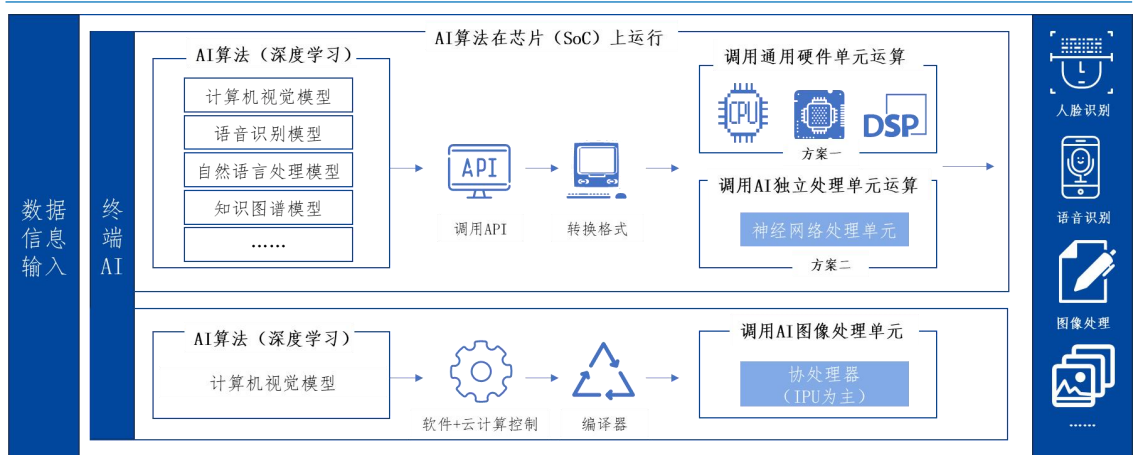 数据
信息
输入
终
端
AI
AI算法在芯片（SoC）上运行
AI算法（深度学习）
计算机视觉模型
语音识别模型
自然语言处理模型
知识图谱模型
……
API
调用API
转换格式
调用通用硬件单元运算
CPU
DSP
方案一
调用AI独立处理单元运算
神经网络处理单元
方案二
AI算法（深度学习）
计算机视觉模型
软件+云计算控制
编译器
调用AI图像处理单元
协处理器
（IPU为主）
人脸识别
语音识别
图像处理
……